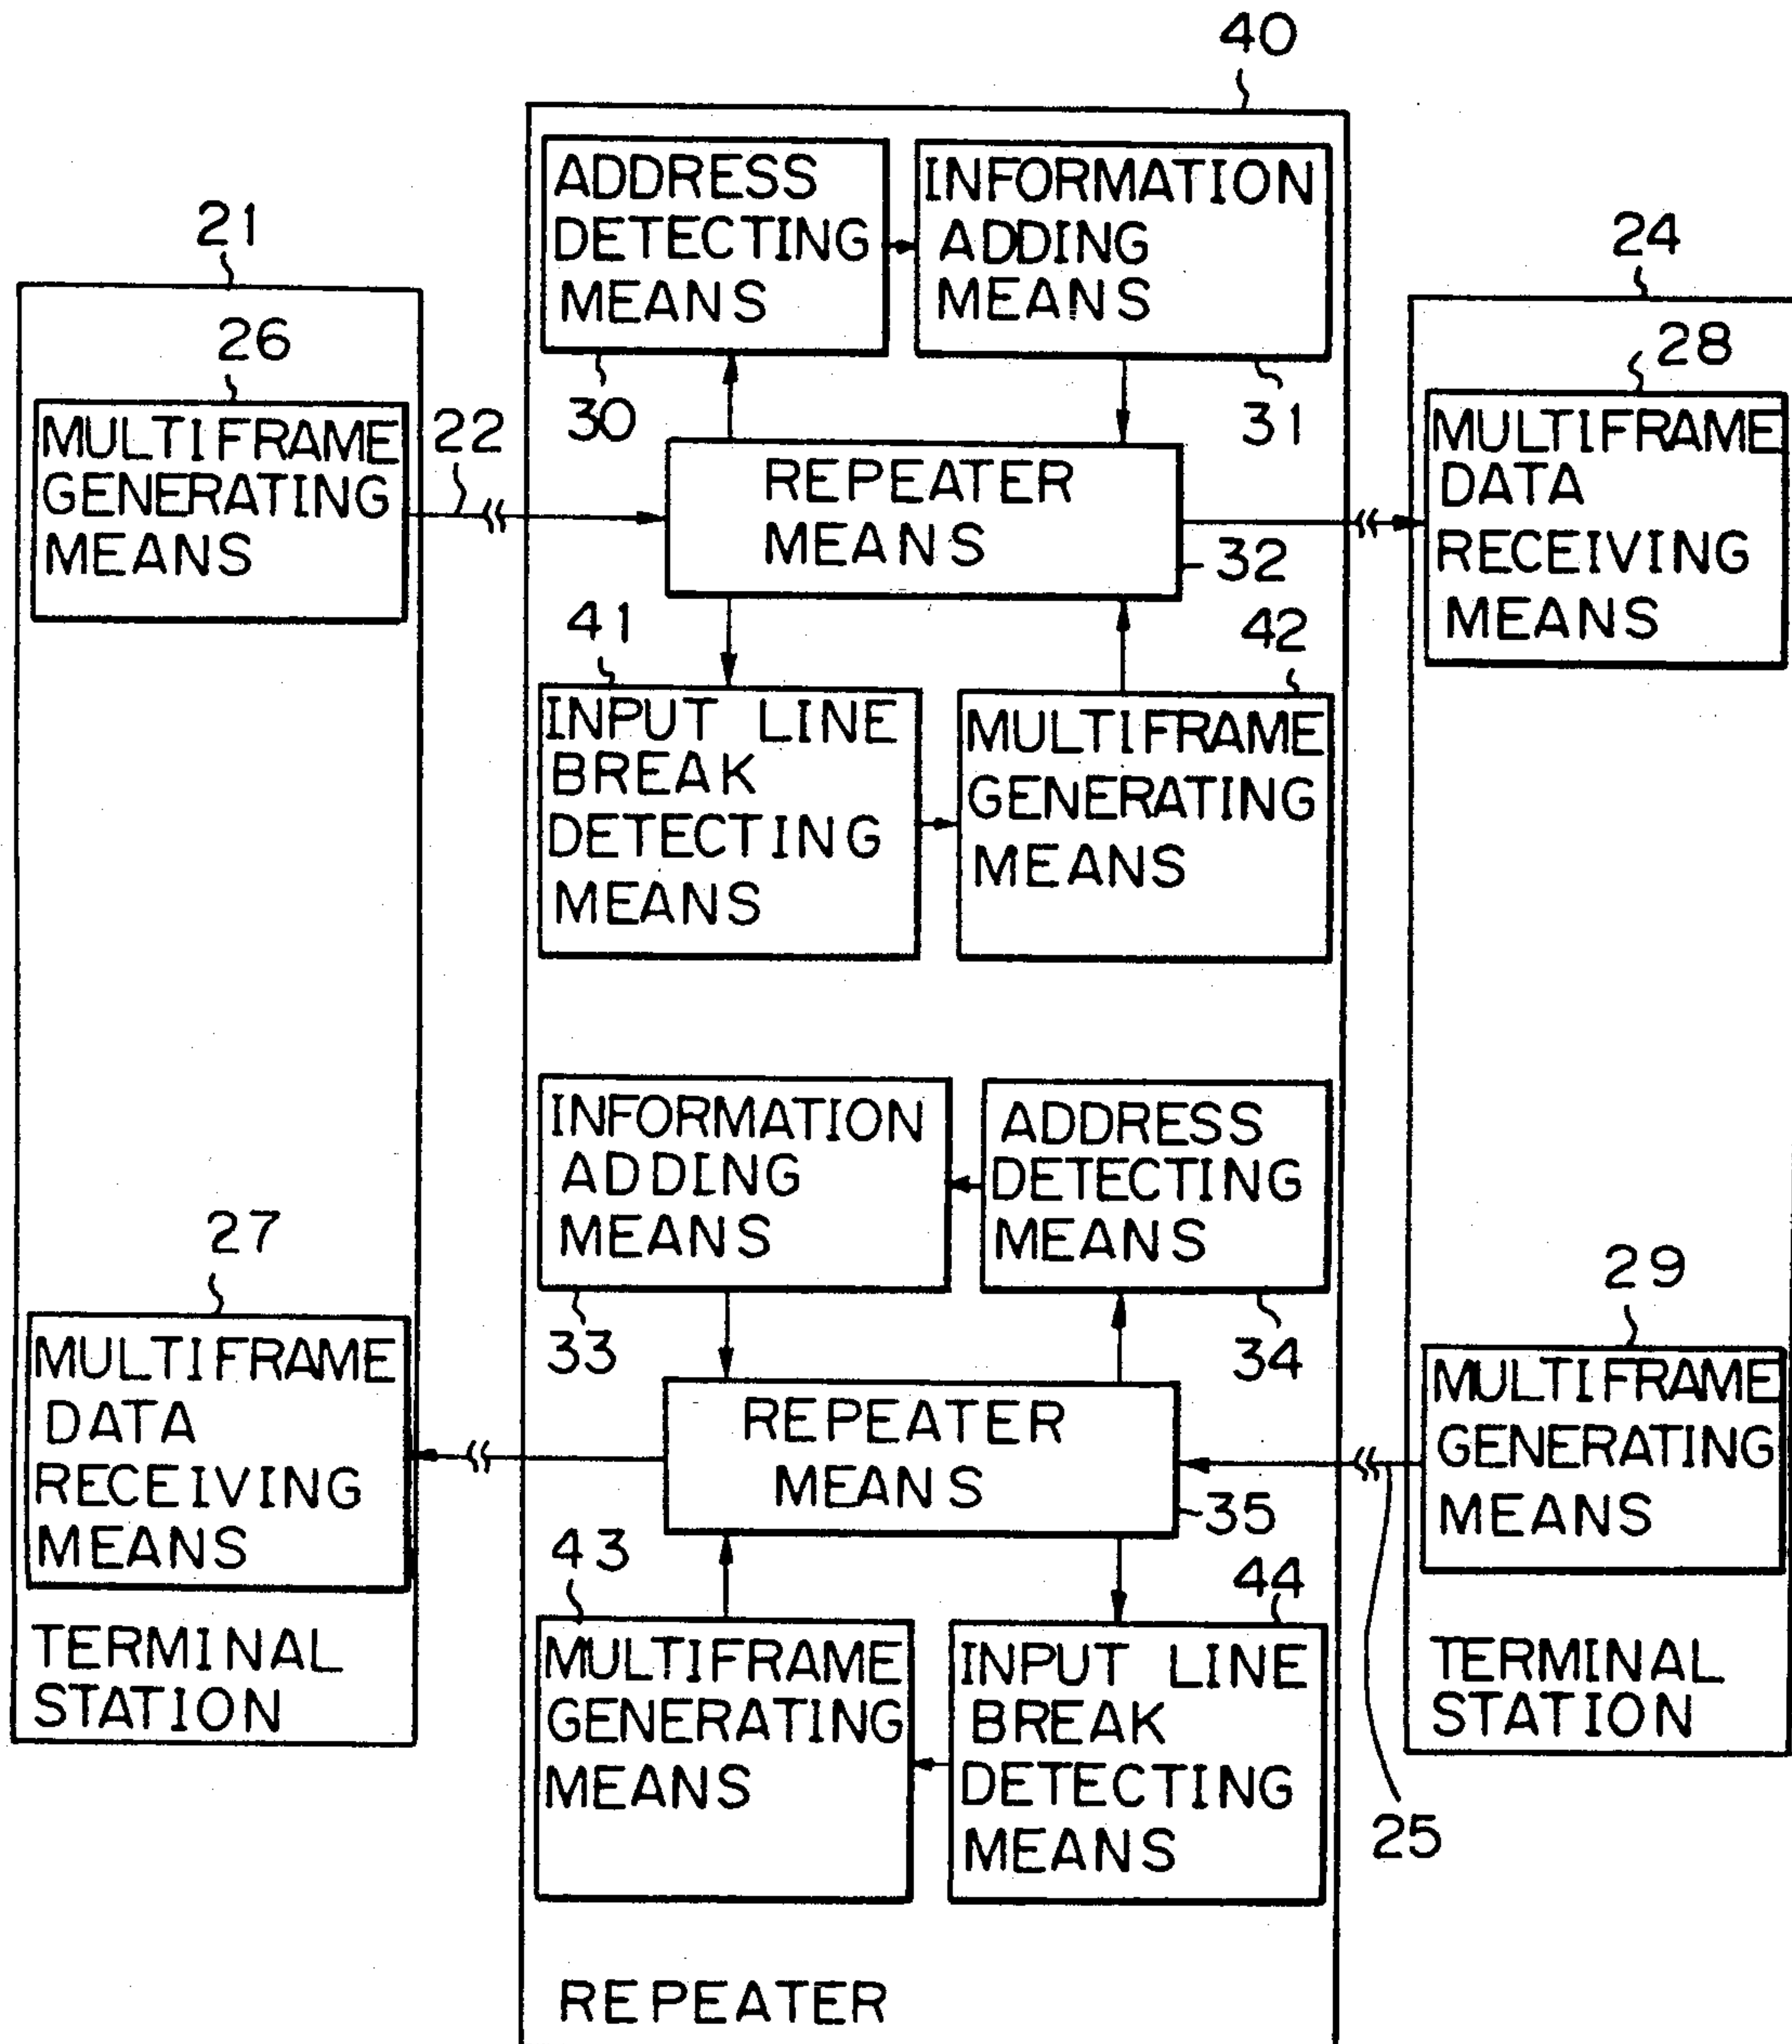 40
ADDRESS
DETECTING
MEANS
INFORMATION
ADDING
MEANS
21
24
26
30
31
28
MULTIFRAME
GENERATING
MEANS
22
REPEATER
MEANS
32
MULTIFRAME
DATA
RECEIVING
MEANS
41
42
INPUT LINE
BREAK
DETECTING
MEANS
MULTIFRAME
GENERATING
MEANS
INFORMATION
ADDING
MEANS
ADDRESS
DETECTING
MEANS
27
29
33
34
MULTIFRAME
DATA
RECEIVING
MEANS
REPEATER
MEANS
35
MULTIFRAME
GENERATING
MEANS
43
44
TERMINAL
STATION
MULTIFRAME
GENERATING
MEANS
INPUT LINE
BREAK
DETECTING
MEANS
TERMINAL
STATION
25
REPEATER